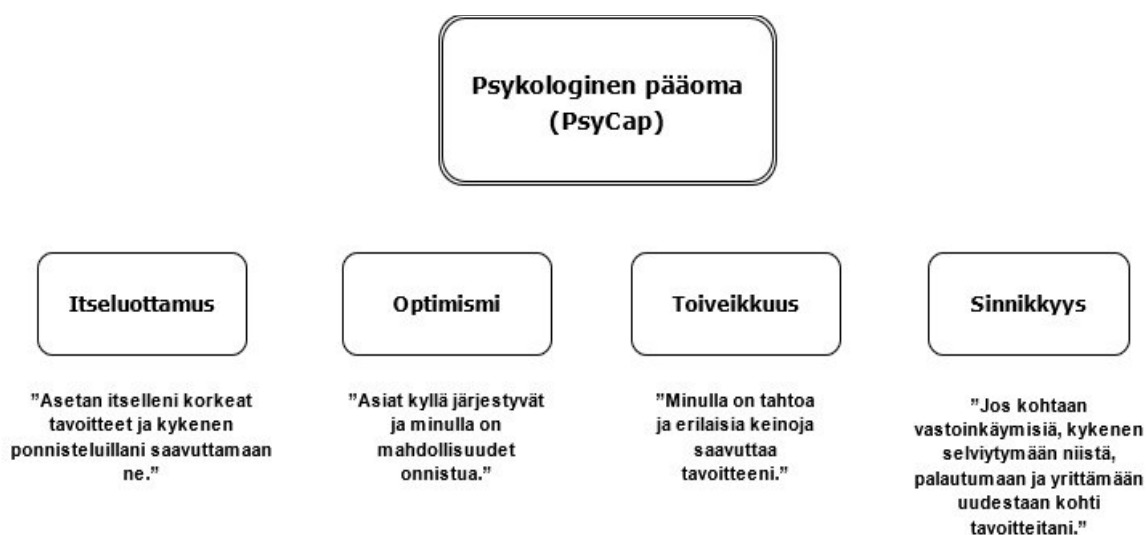 Psykologinen pääoma
(PsyCap)
Itseluottamus
Optimismi
Toiveikkuus
Sinnikkyys
”Asetan itselleni korkeat
tavoitteet ja kykenen
ponnisteluillani saavuttamaan
ne.”
”Asiat kyllä järjestyvät
ja minulla on
mahdollisuudet
onnistua.”
”Minulla on tahtoa
ja erilaisia keinoja
saavuttaa
tavoitteeni.”
”Jos kohtaan
vastoinkäymisiä, kykenen
selviytymään niistä,
palautumaan ja yrittämään
uudestaan kohti
tavoitteitani.”